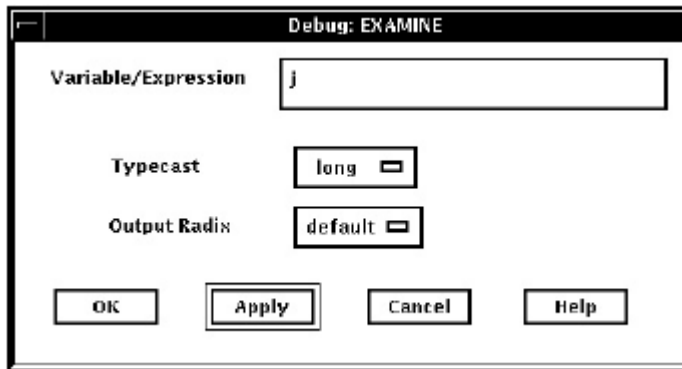 Debug: EXAMINE
Variable/Expression j
Typecast long
Output Radix default
OK Apply Cancel Help